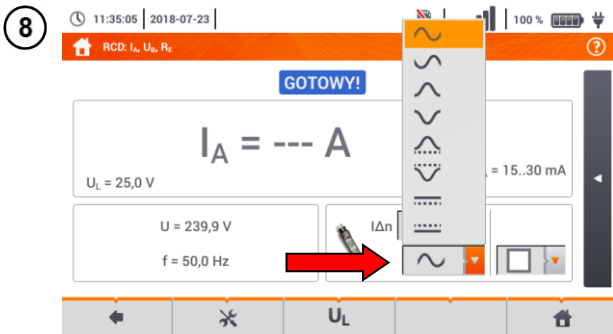 8
11:35:05 2018-07-23 100 %
RCD: IA, UB, RE ?
GOTOWY!
IA = --- A
UL = 25,0 V
= 15..30 mA
U = 239,9 V
IΔn
f = 50,0 Hz
UL